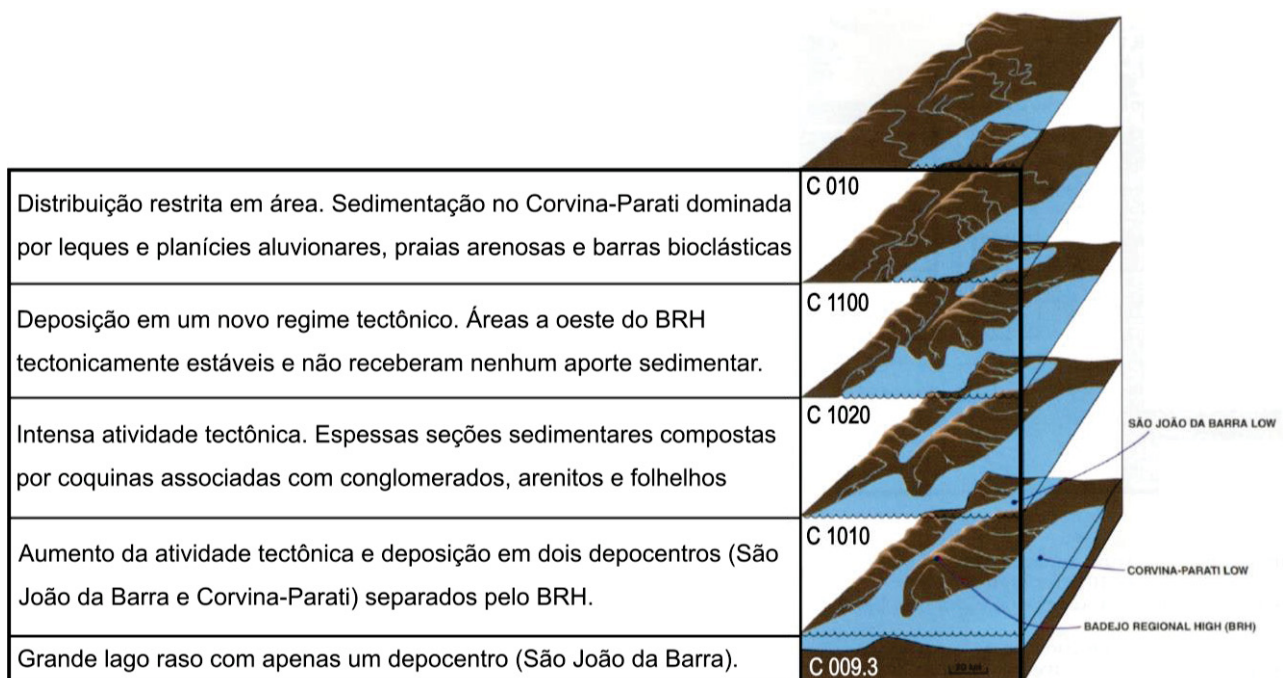 Distribuição restrita em área. Sedimentação no Corvina-Parati dominada
por leques e planícies aluvionares, praias arenosas e barras bioclásticas
C 010
Deposição em um novo regime tectônico. Áreas a oeste do BRH
tectonicamente estáveis e não receberam nenhum aporte sedimentar.
C 1100
Intensa atividade tectônica. Espessas seções sedimentares compostas
por coquinas associadas com conglomerados, arenitos e folhelhos
C 1020
SÃO JOÃO DA BARRA LOW
Aumento da atividade tectônica e deposição em dois depocentros (São
João da Barra e Corvina-Parati) separados pelo BRH.
C 1010
CORVINA-PARATI LOW
BADEJO REGIONAL HIGH (BRH)
Grande lago raso com apenas um depocentro (São João da Barra).
C 009.3